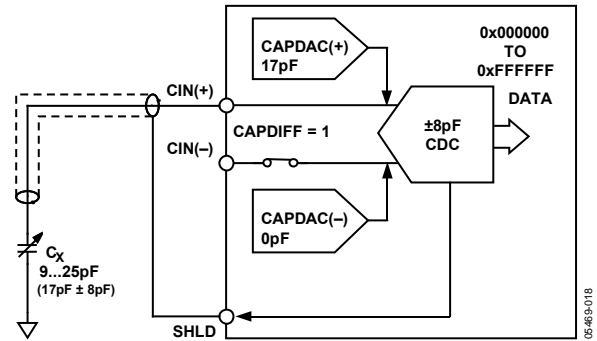 CAPDAC(+)
17pF
0x000000
TO
0xFFFFFF
DATA
CIN(+)
CAPDIFF = 1
±8pF
CDC
CIN(–)
CAPDAC(–)
0pF
CX
9...25pF
(17pF ± 8pF)
SHLD
05469-018